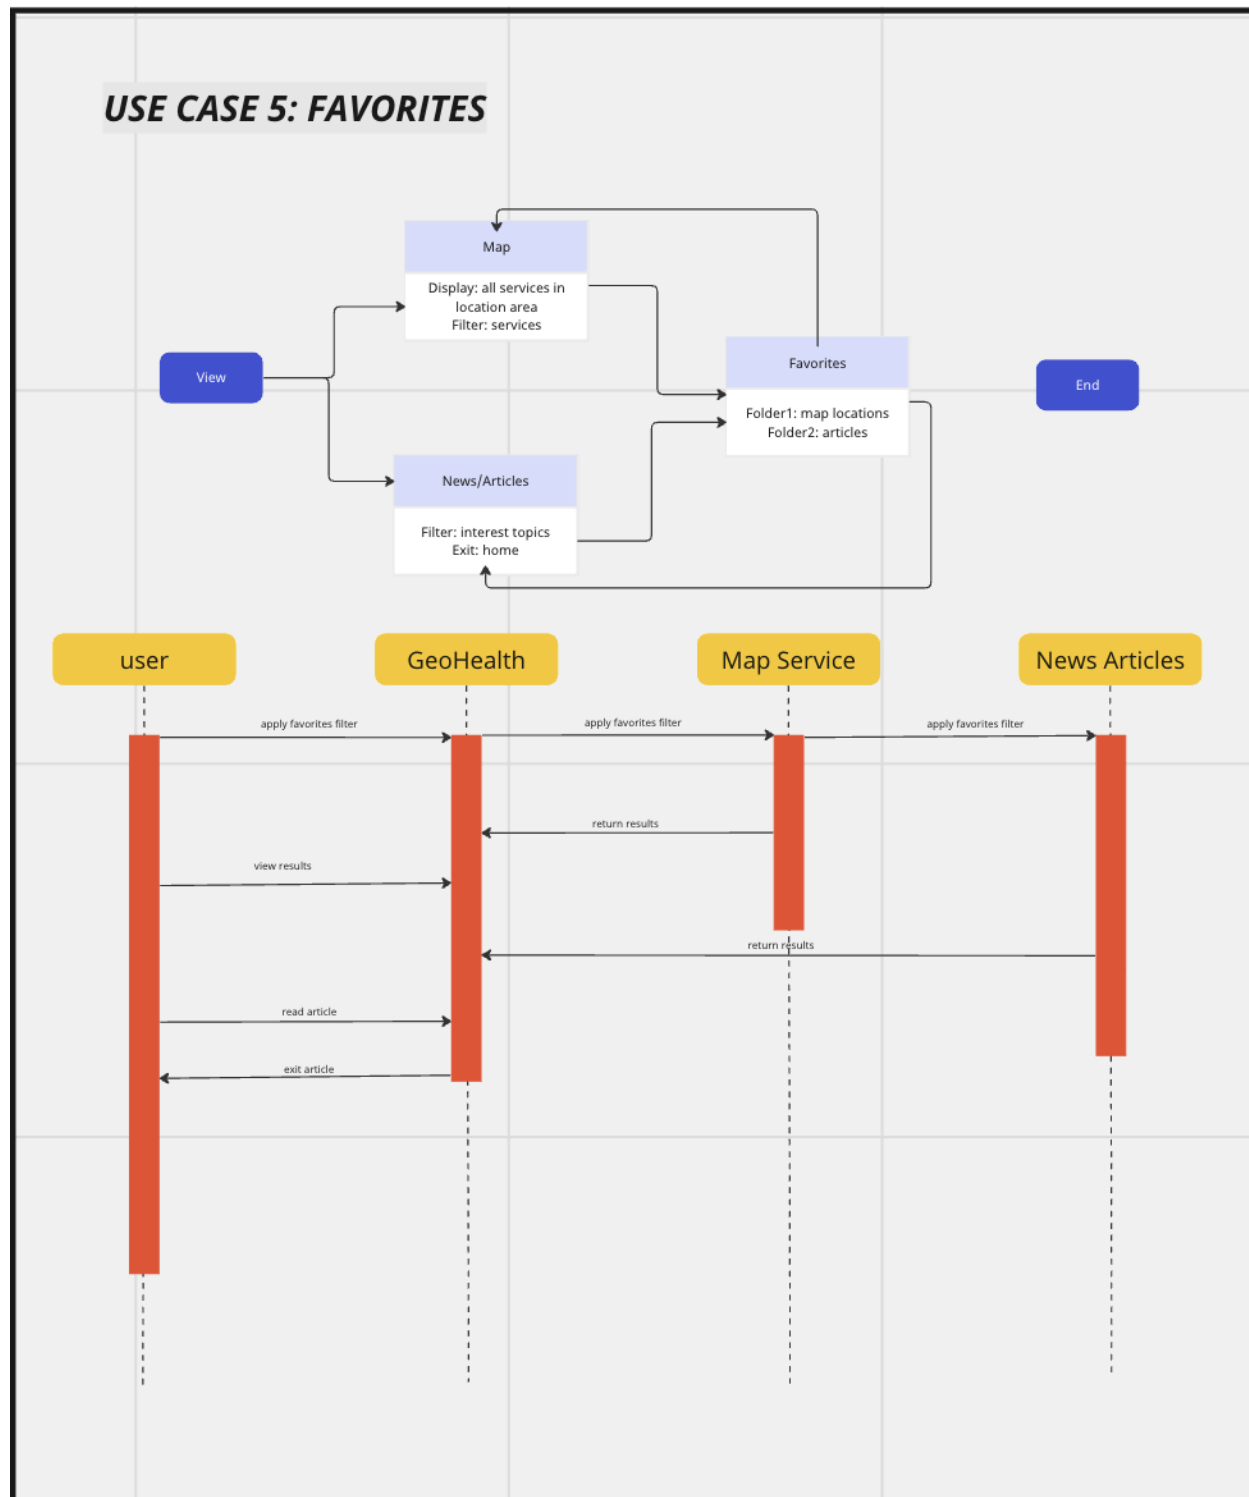 USE CASE 5: FAVORITES
Map
Display: all services in
location area
Filter: services
View
Favorites
Folder1: map locations
Folder2: articles
End
News/Articles
Filter: interest topics
Exit: home
user
GeoHealth
Map Service
News Articles
apply favorites filter
apply favorites filter
apply favorites filter
return results
view results
return results
read article
exit article